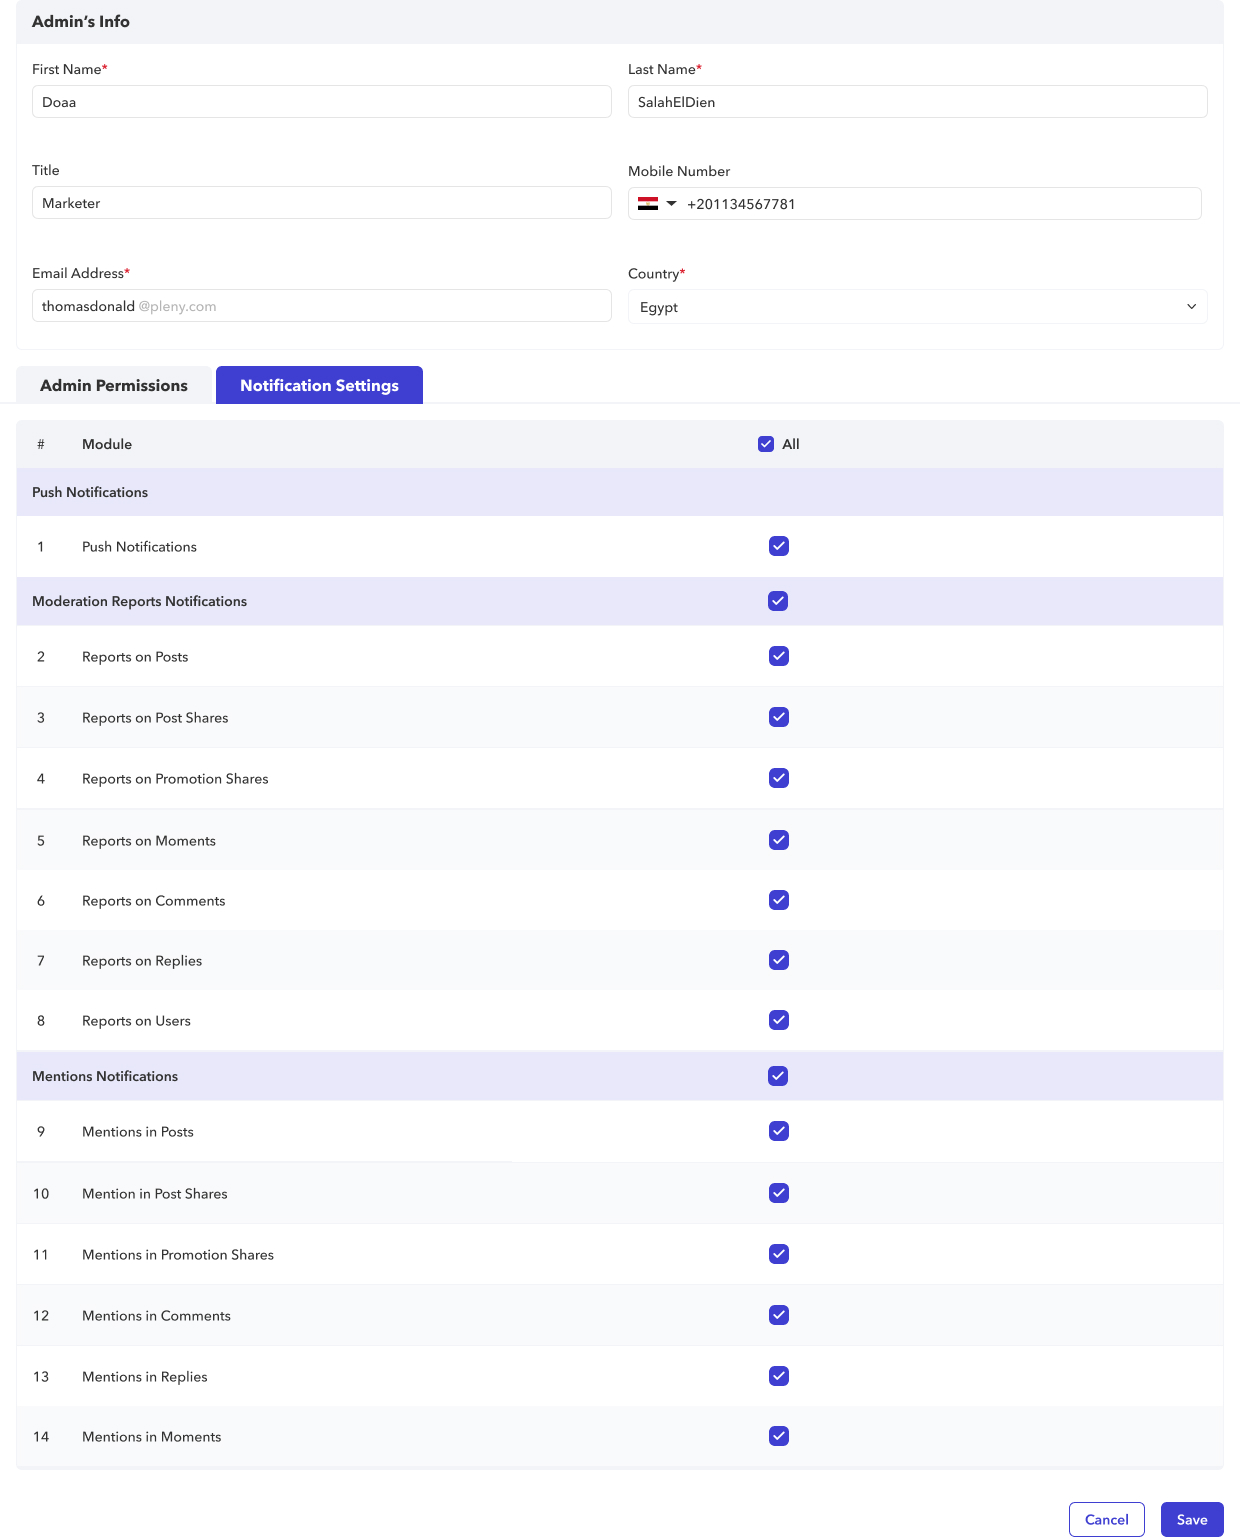 Admin’s Info
First Name* Last Name*
Doaa SalahElDien
Title Mobile Number
Marketer +201134567781
Email Address* Country*
thomasdonald @pleny.com Egypt
Admin Permissions Notification Settings
# Module All
Push Notifications
1 Push Notifications
Moderation Reports Notifications
2 Reports on Posts
3 Reports on Post Shares
4 Reports on Promotion Shares
5 Reports on Moments
6 Reports on Comments
7 Reports on Replies
8 Reports on Users
Mentions Notifications
9 Mentions in Posts
10 Mention in Post Shares
11 Mentions in Promotion Shares
12 Mentions in Comments
13 Mentions in Replies
14 Mentions in Moments
Cancel Save